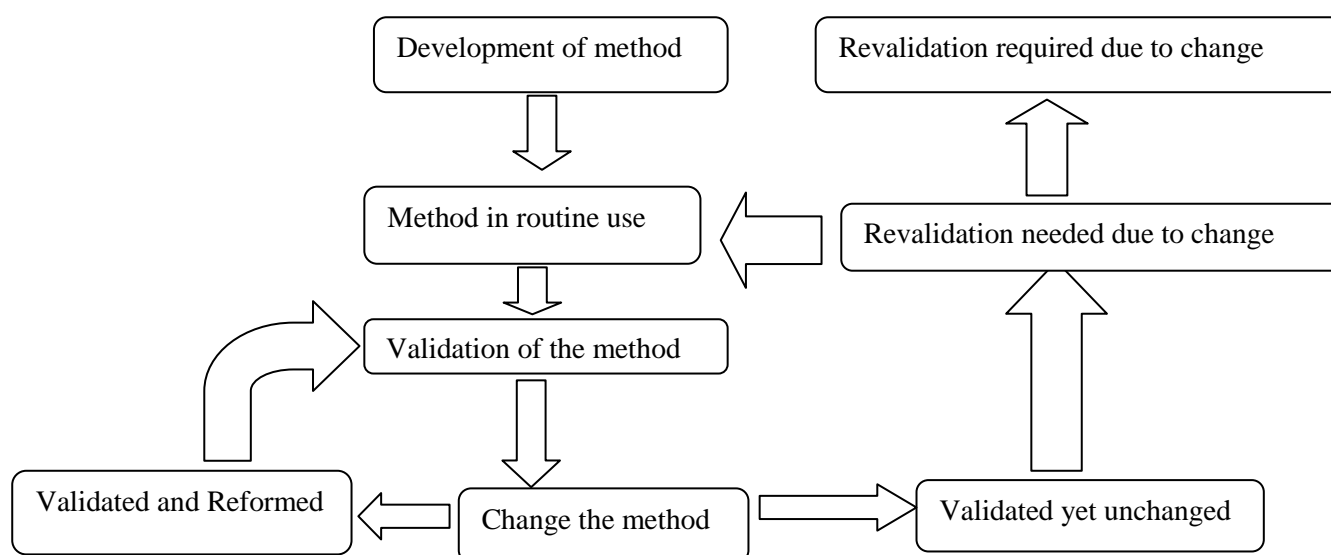 Development of method
Revalidation required due to change
Method in routine use
Revalidation needed due to change
Validation of the method
Validated and Reformed
Change the method
Validated yet unchanged